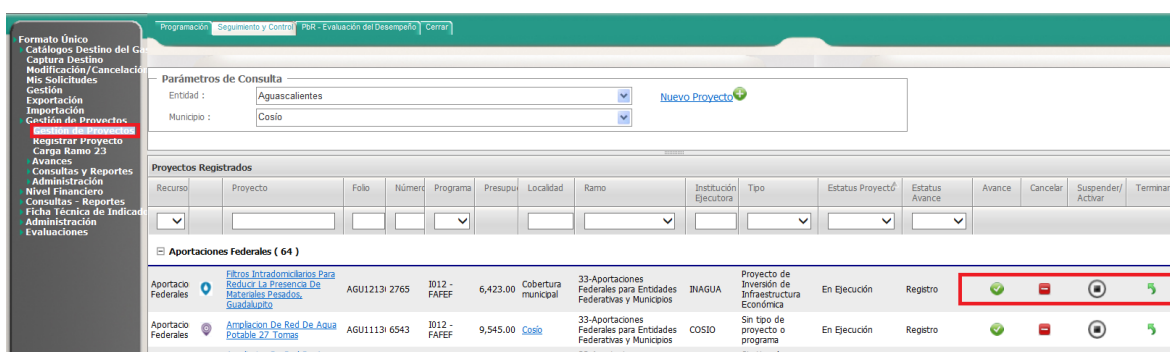 Programación Seguimiento y Control PbR - Evaluación del Desempeño Cerrar
Formato Único
Catálogos Destino del Ga
Captura Destino
Modificación/Cancelació
Mis Solicitudes
Gestión
Exportación
Importación
Gestión de Proyectos
Gestión de Proyectos
Registrar Proyecto
Carga Ramo 23
Avances
Consultas y Reportes
Administración
Nivel Financiero
Consultas - Reportes
Ficha Técnica de Indicado
Administración
Evaluaciones
Parámetros de Consulta
Entidad : Aguascalientes Nuevo Proyecto
Municipio : Cosío
Proyectos Registrados
Recurso Proyecto Folio Número Programa Presupu Localidad Ramo Institución Ejecutora Tipo Estatus Proyecto Estatus Avance Avance Cancelar Suspender/ Activar Terminar
Aportaciones Federales ( 64 )
Aportacio Federales
Filtros Intradomiciliarios Para
Reducir La Presencia De
Materiales Pesados,
Guadalupito
AGU1213( 2765
I012 - FAFEF
6,423.00
Cobertura municipal
33-Aportaciones
Federales para Entidades
Federativas y Municipios
INAGUA
Proyecto de
Inversión de
Infraestructura
Económica
En Ejecución
Registro
Aportacio Federales
Ampliacion De Red De Agua
Potable 27 Tomas
AGU1113( 6543
I012 - FAFEF
9,545.00
Cosío
33-Aportaciones
Federales para Entidades
Federativas y Municipios
COSIO
Sin tipo de
proyecto o
programa
En Ejecución
Registro